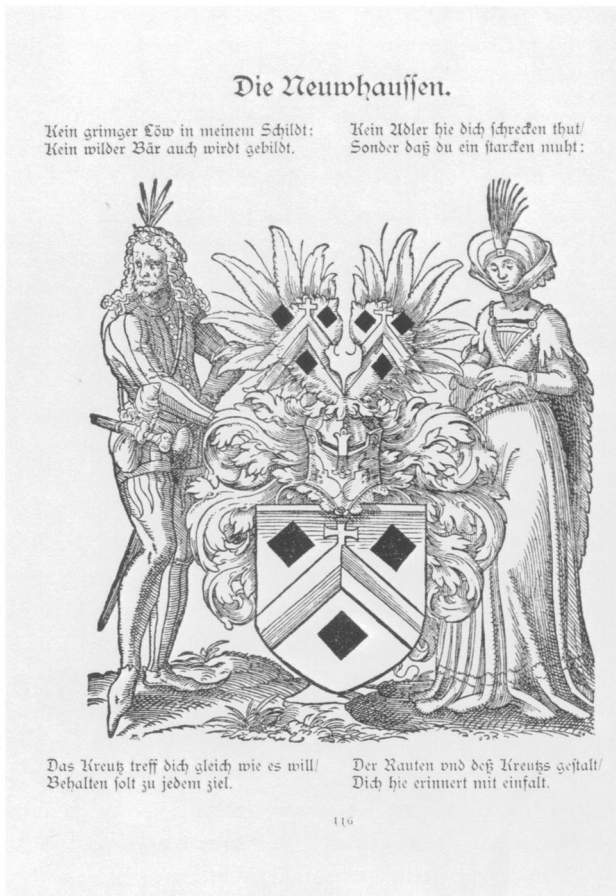 Die Neuwhauſſen.
Kein grim̃ger Löw in meinem Schildt:
Kein wilder Bär auch wirdt gebildt.
Kein Adler hie dich ſchrecken thut/
Sonder daß du ein ſtarcken muht:
Das Kreutz treff dich gleich wie es will/
Behalten ſolt zu jedem ziel.
Der Rauten vnd deß Kreutzs geſtalt/
Dich hie erinnert mit einfalt.
116